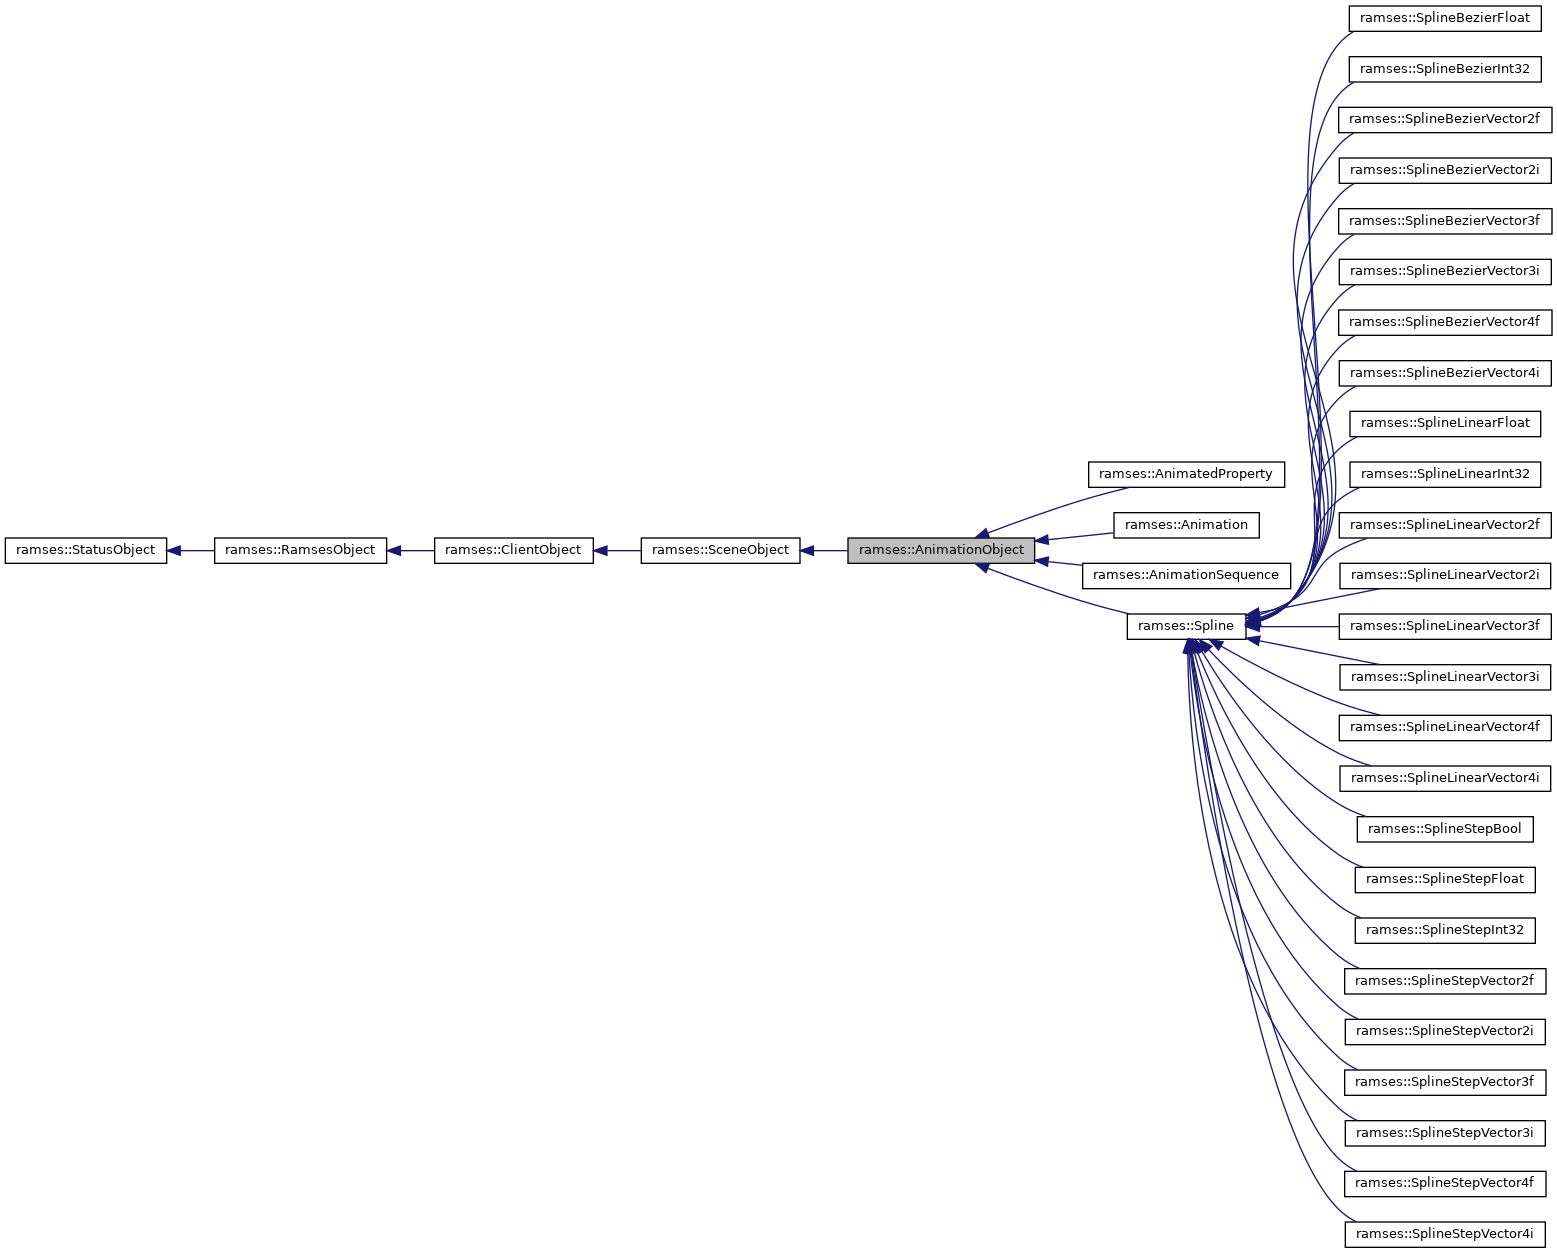 ramses::StatusObject
ramses::RamsesObject
ramses::ClientObject
ramses::SceneObject
ramses::AnimationObject
ramses::AnimatedProperty
ramses::Animation
ramses::AnimationSequence
ramses::Spline
ramses::SplineBezierFloat
ramses::SplineBezierInt32
ramses::SplineBezierVector2f
ramses::SplineBezierVector2i
ramses::SplineBezierVector3f
ramses::SplineBezierVector3i
ramses::SplineBezierVector4f
ramses::SplineBezierVector4i
ramses::SplineLinearFloat
ramses::SplineLinearInt32
ramses::SplineLinearVector2f
ramses::SplineLinearVector2i
ramses::SplineLinearVector3f
ramses::SplineLinearVector3i
ramses::SplineLinearVector4f
ramses::SplineLinearVector4i
ramses::SplineStepBool
ramses::SplineStepFloat
ramses::SplineStepInt32
ramses::SplineStepVector2f
ramses::SplineStepVector2i
ramses::SplineStepVector3f
ramses::SplineStepVector3i
ramses::SplineStepVector4f
ramses::SplineStepVector4i